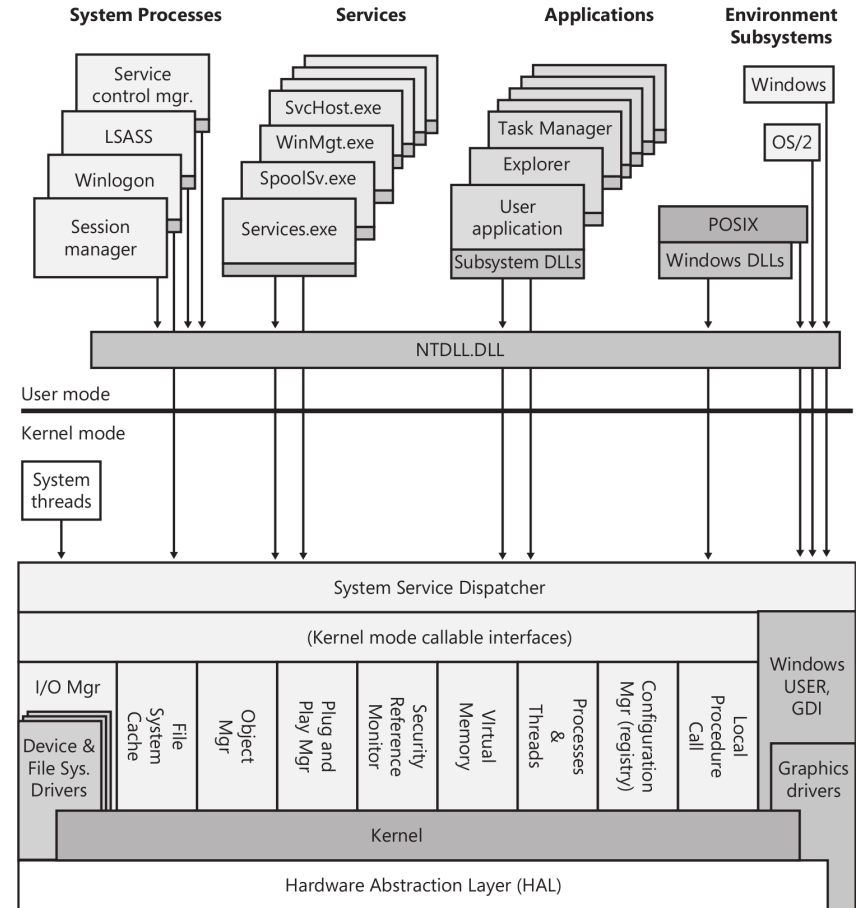 System Processes
Services
Applications
Environment
Subsystems
Service
control mgr.
LSASS
Winlogon
Session
manager
SvcHost.exe
WinMgt.exe
SpoolSv.exe
Services.exe
Task Manager
Explorer
User
application
Subsystem DLLs
Windows
OS/2
POSIX
Windows DLLs
NTDLL.DLL
User mode
Kernel mode
System
threads
System Service Dispatcher
(Kernel mode callable interfaces)
I/O Mgr
Device &
File Sys.
Drivers
File
System
Cache
Object
Mgr
Plug and
Play Mgr
Security
Reference
Monitor
VIrtual
Memory
Processes
&
Threads
Configuration
Mgr (registry)
Local
Procedure
Call
Windows
USER,
GDI
Graphics
drivers
Kernel
Hardware Abstraction Layer (HAL)